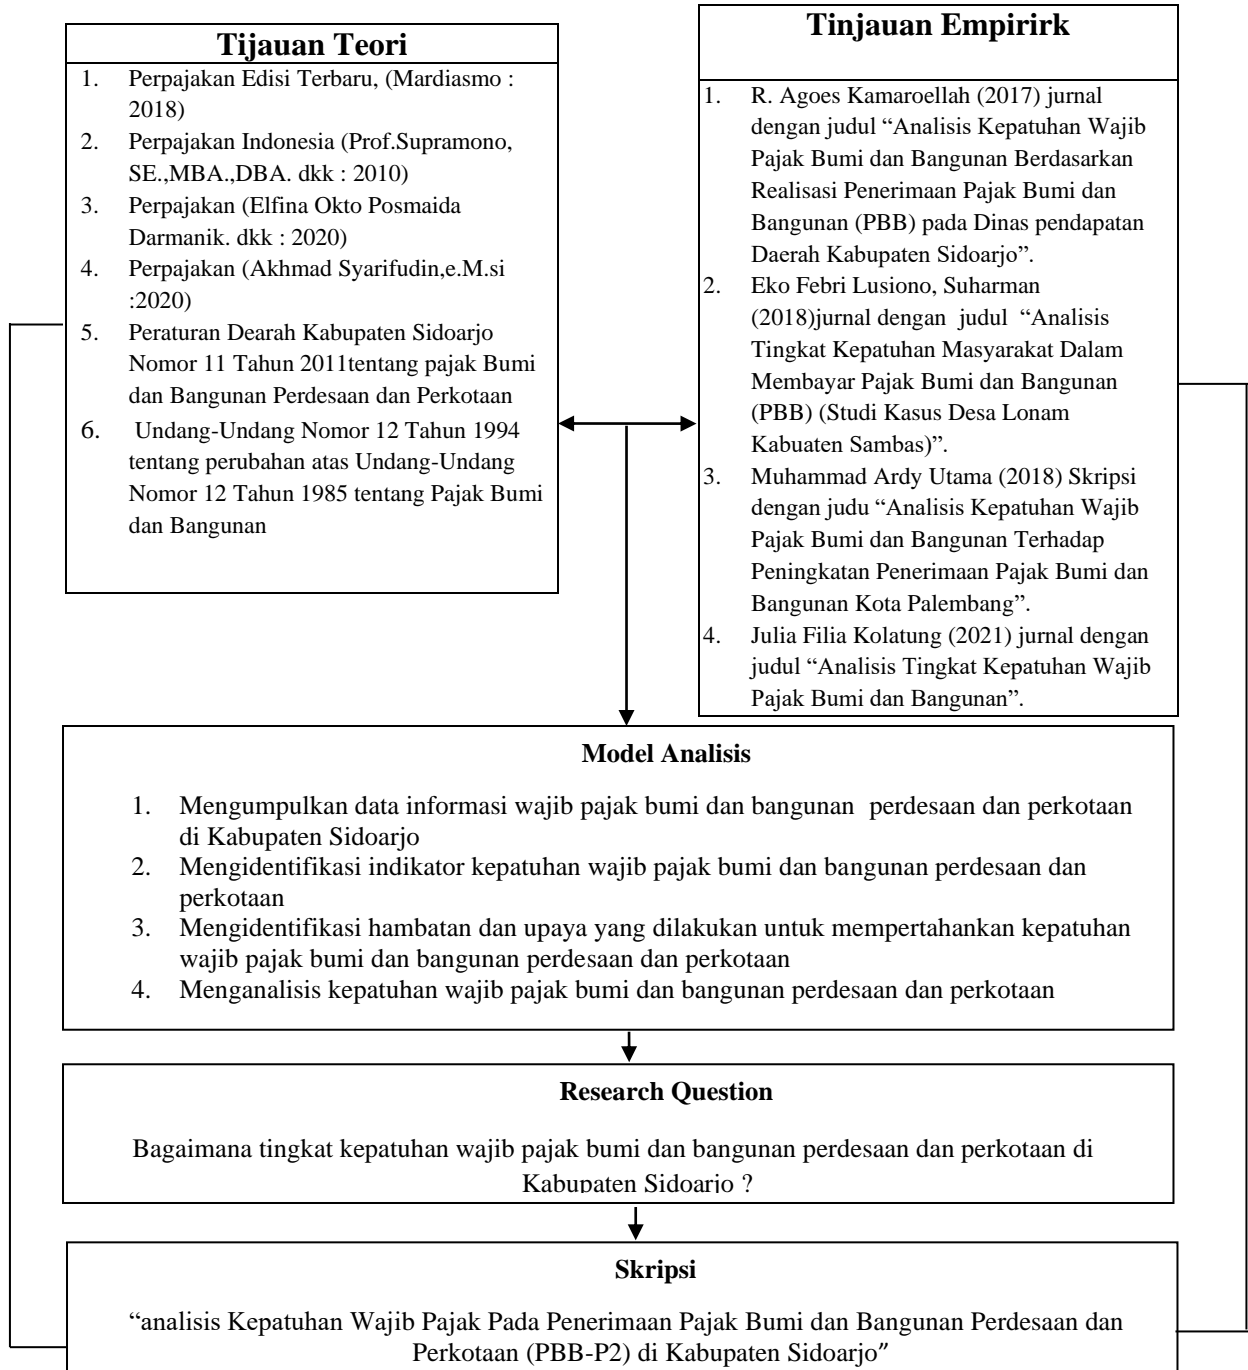 Tijauan Teori
1. Perpajakan Edisi Terbaru, (Mardiasmo :
2018)
2. Perpajakan Indonesia (Prof.Supramono,
SE.,MBA.,DBA. dkk : 2010)
3. Perpajakan (Elfina Okto Posmaida
Darmanik. dkk : 2020)
4. Perpajakan (Akhmad Syarifudin,e.M.si
:2020)
5. Peraturan Dearah Kabupaten Sidoarjo
Nomor 11 Tahun 2011tentang pajak Bumi
dan Bangunan Perdesaan dan Perkotaan
6. Undang-Undang Nomor 12 Tahun 1994
tentang perubahan atas Undang-Undang
Nomor 12 Tahun 1985 tentang Pajak Bumi
dan Bangunan
Tinjauan Empirirk
1. R. Agoes Kamaroellah (2017) jurnal
dengan judul “Analisis Kepatuhan Wajib
Pajak Bumi dan Bangunan Berdasarkan
Realisasi Penerimaan Pajak Bumi dan
Bangunan (PBB) pada Dinas pendapatan
Daerah Kabupaten Sidoarjo”.
2. Eko Febri Lusiono, Suharman
(2018)jurnal dengan judul “Analisis
Tingkat Kepatuhan Masyarakat Dalam
Membayar Pajak Bumi dan Bangunan
(PBB) (Studi Kasus Desa Lonam
Kabuaten Sambas)”.
3. Muhammad Ardy Utama (2018) Skripsi
dengan judu “Analisis Kepatuhan Wajib
Pajak Bumi dan Bangunan Terhadap
Peningkatan Penerimaan Pajak Bumi dan
Bangunan Kota Palembang”.
4. Julia Filia Kolatung (2021) jurnal dengan
judul “Analisis Tingkat Kepatuhan Wajib
Pajak Bumi dan Bangunan”.
Model Analisis
1. Mengumpulkan data informasi wajib pajak bumi dan bangunan perdesaan dan perkotaan
di Kabupaten Sidoarjo
2. Mengidentifikasi indikator kepatuhan wajib pajak bumi dan bangunan perdesaan dan
perkotaan
3. Mengidentifikasi hambatan dan upaya yang dilakukan untuk mempertahankan kepatuhan
wajib pajak bumi dan bangunan perdesaan dan perkotaan
4. Menganalisis kepatuhan wajib pajak bumi dan bangunan perdesaan dan perkotaan
Research Question
Bagaimana tingkat kepatuhan wajib pajak bumi dan bangunan perdesaan dan perkotaan di
Kabupaten Sidoarjo ?
Skripsi
“analisis Kepatuhan Wajib Pajak Pada Penerimaan Pajak Bumi dan Bangunan Perdesaan dan
Perkotaan (PBB-P2) di Kabupaten Sidoarjo”